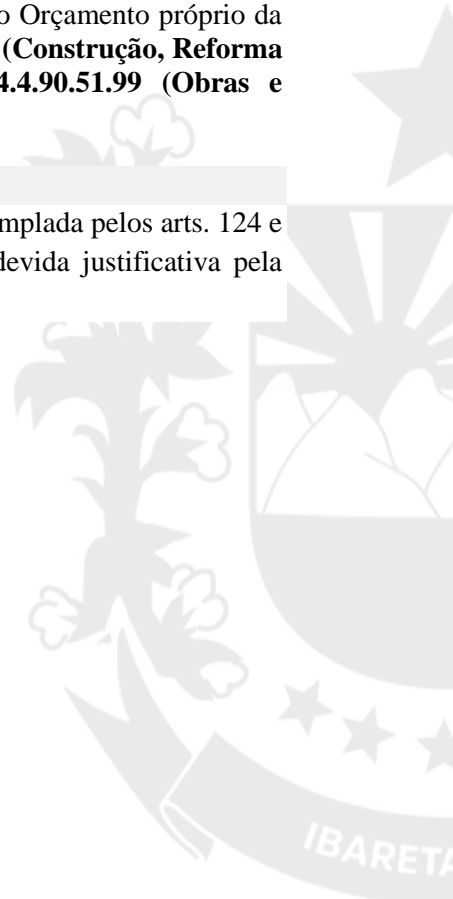 o Orçamento próprio da
(Construção, Reforma
4.4.90.51.99 (Obras e
mplada pelos arts. 124 e
devida justificativa pela
IBARETA